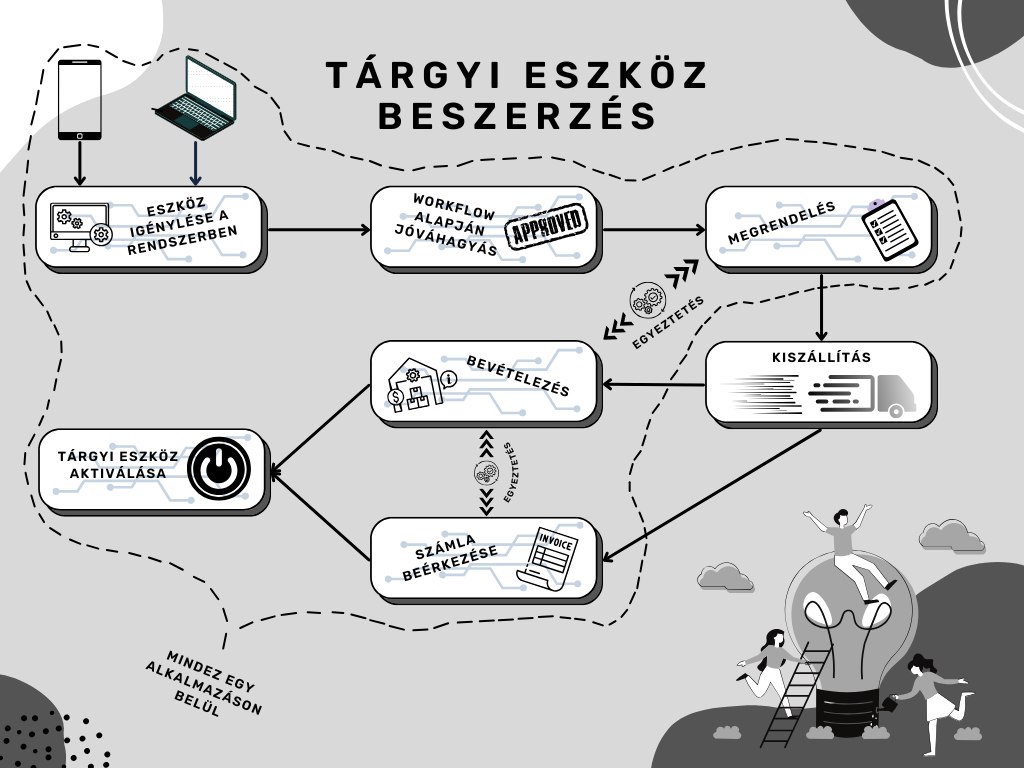 TÁRGYI ESZKÖZ
BESZERZÉS
ESZKÖZ
IGÉNYLÉSE A
RENDSZERBEN
WORKFLOW
ALAPJÁN
JÓVÁHAGYÁS
APPROVED
MEGRENDELÉS
EGYEZTETÉS
KISZÁLLÍTÁS
BEVÉTELEZÉS
EGYEZTETÉS
TÁRGYI ESZKÖZ
AKTIVÁLÁSA
SZÁMLA
BEÉRKEZÉSE
INVOICE
MINDEZ EGY
ALKALMAZÁSON
BELÜL